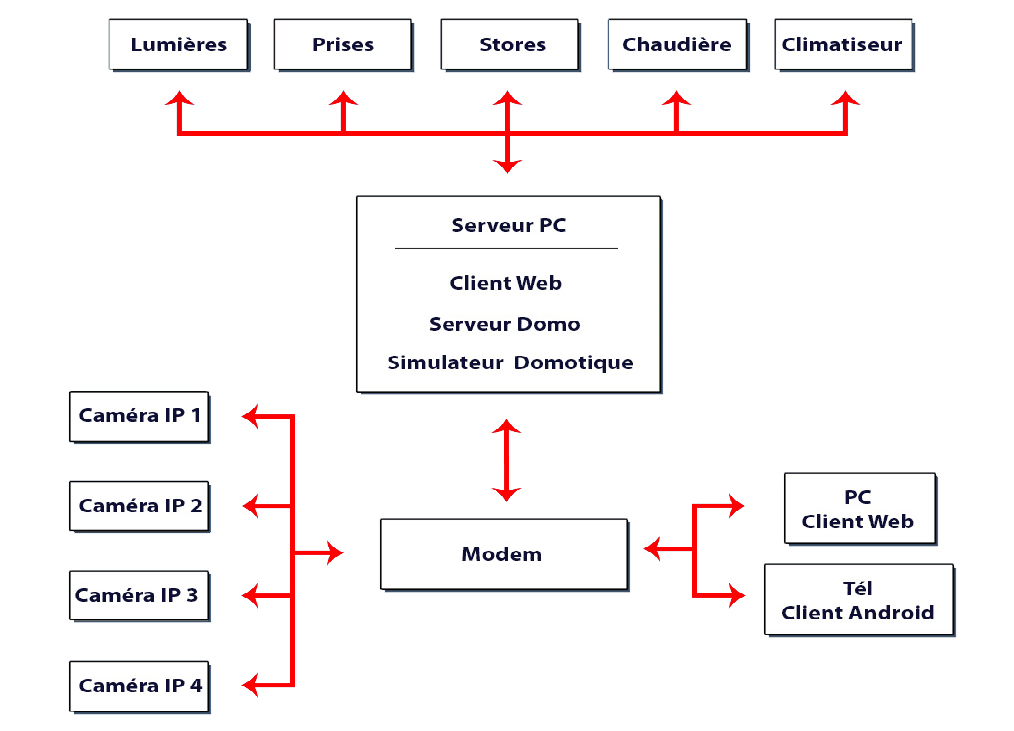 Lumières
Prises
Stores
Chaudière
Climatiseur
Serveur PC
Client Web
Serveur Domo
Simulateur Domotique
Caméra IP 1
Caméra IP 2
Caméra IP 3
Caméra IP 4
Modem
PC
Client Web
Tél
Client Android